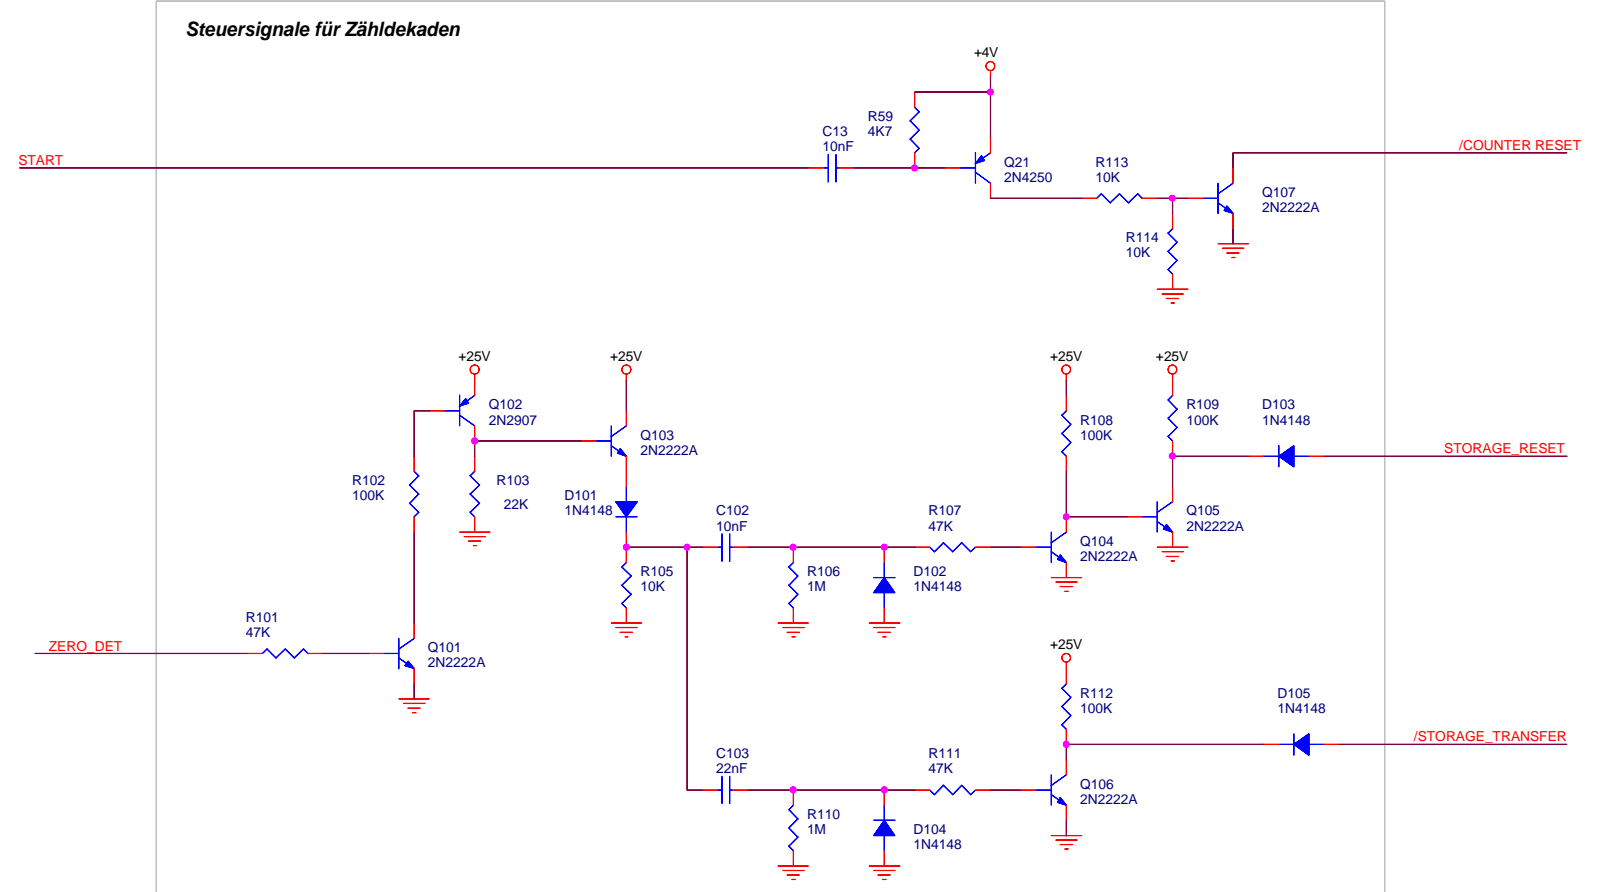 Steuersignale für Zähldekaden
+4V
R59
4K7
C13
10nF
START
/COUNTER RESET
Q21
2N4250
R113
10K
Q107
2N2222A
R114
10K
+25V
+25V
+25V
+25V
Q102
2N2907
Q103
2N2222A
R108
100K
R109
100K
D103
1N4148
STORAGE_RESET
R102
100K
R103
22K
D101
1N4148
C102
10nF
R107
47K
Q104
2N2222A
Q105
2N2222A
R105
10K
R106
1M
D102
1N4148
R101
47K
ZERO_DET
Q101
2N2222A
+25V
R112
100K
D105
1N4148
/STORAGE_TRANSFER
C103
22nF
R111
47K
Q106
2N2222A
R110
1M
D104
1N4148